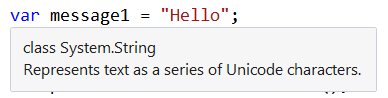 var message1 = "Hello";
class System.String
Represents text as a series of Unicode characters.